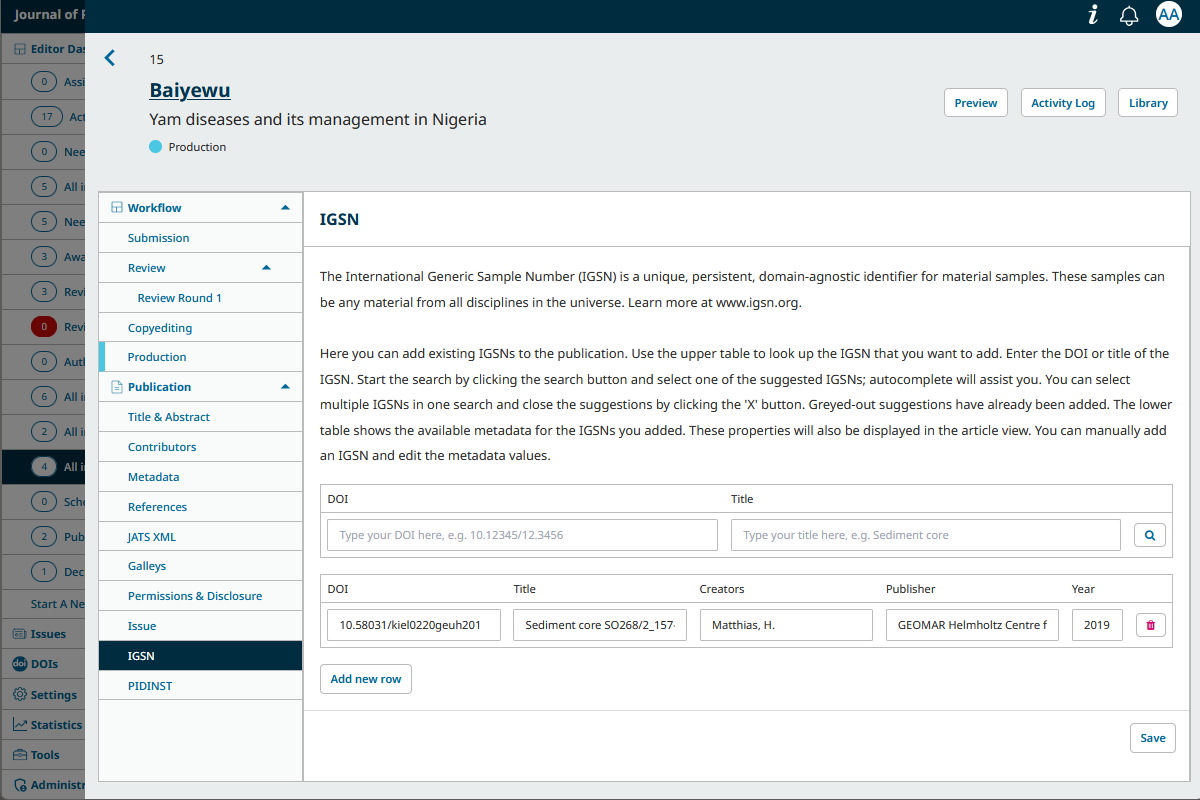 Journal of
AA
Editor Das
0 Assi
17 Act
0 Nee
5 All i
5 Nee
3 Awa
3 Revi
0 Revi
0 Auth
6 All i
2 All i
4 All i
0 Sche
2 Pub
1 Dec
Start A Ne
Issues
doi DOIs
Settings
Statistics
Tools
Administr
15
Baiyewu
Yam diseases and its management in Nigeria
Production
Preview
Activity Log
Library
Workflow
Submission
Review
Review Round 1
Copyediting
Production
Publication
Title & Abstract
Contributors
Metadata
References
JATS XML
Galleys
Permissions & Disclosure
Issue
IGSN
PIDINST
IGSN
The International Generic Sample Number (IGSN) is a unique, persistent, domain-agnostic identifier for material samples. These samples can
be any material from all disciplines in the universe. Learn more at www.igsn.org.
Here you can add existing IGSNs to the publication. Use the upper table to look up the IGSN that you want to add. Enter the DOI or title of the
IGSN. Start the search by clicking the search button and select one of the suggested IGSNs; autocomplete will assist you. You can select
multiple IGSNs in one search and close the suggestions by clicking the 'X' button. Greyed-out suggestions have already been added. The lower
table shows the available metadata for the IGSNs you added. These properties will also be displayed in the article view. You can manually add
an IGSN and edit the metadata values.
DOI Title
Type your DOI here, e.g. 10.12345/12.3456 Type your title here, e.g. Sediment core
DOI Title Creators Publisher Year
10.58031/kiel0220geuh201 Sediment core SO268/2_157- Matthias, H. GEOMAR Helmholtz Centre f 2019
Add new row
Save